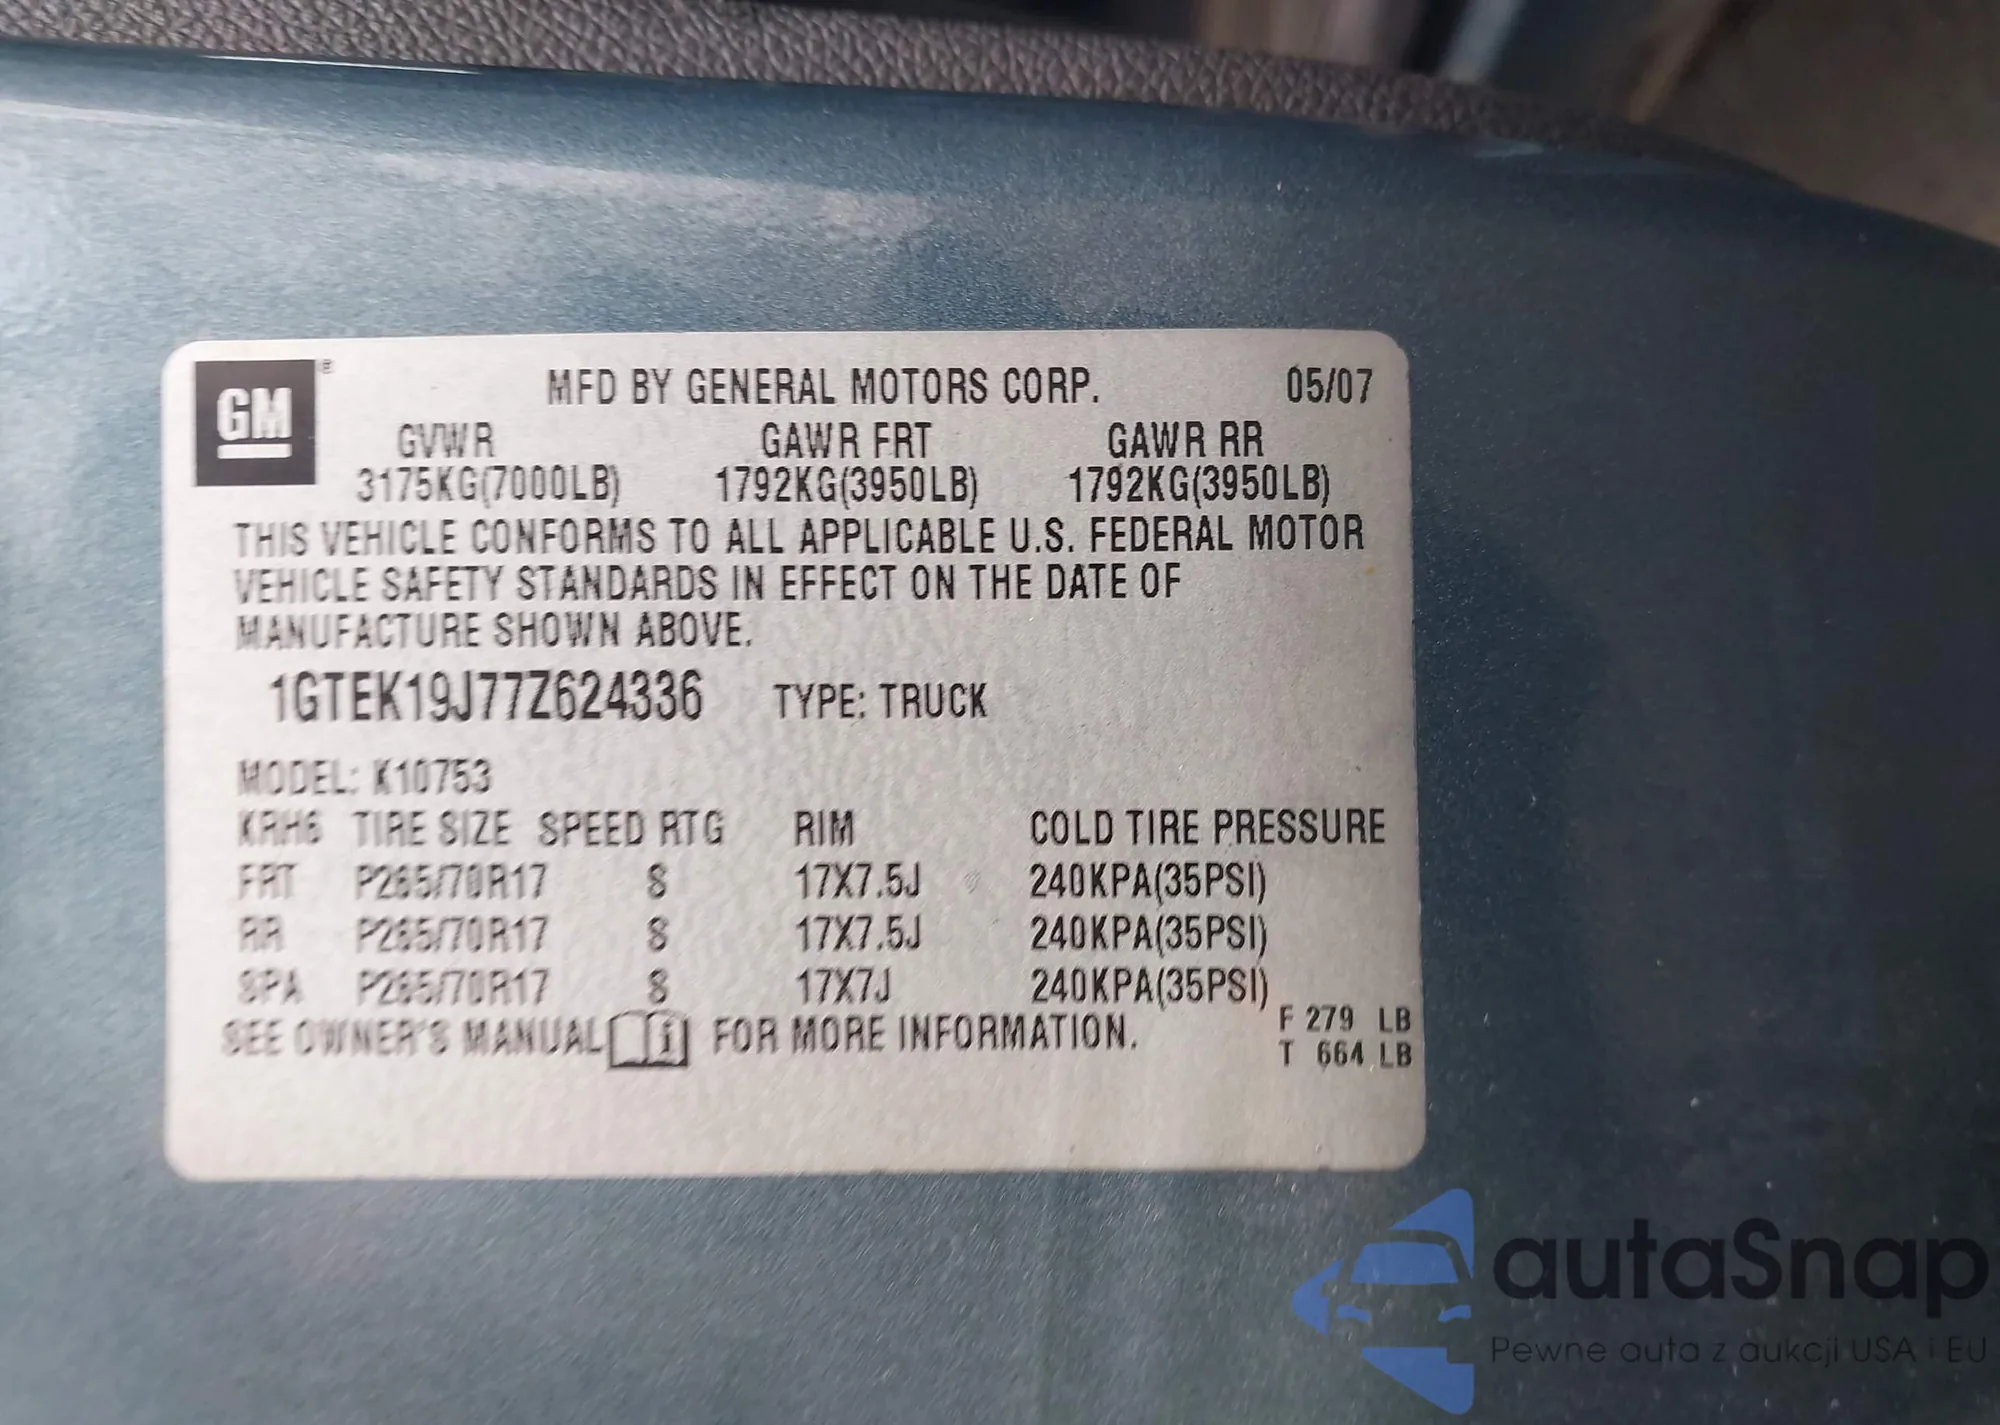 GM®
MFD BY GENERAL MOTORS CORP. 05/07
GVWR GAWR FRT GAWR RR
3175KG(7000LB) 1792KG(3950LB) 1792KG(3950LB)
THIS VEHICLE CONFORMS TO ALL APPLICABLE U.S. FEDERAL MOTOR
VEHICLE SAFETY STANDARDS IN EFFECT ON THE DATE OF
MANUFACTURE SHOWN ABOVE.
1GTEK19J77Z624336 TYPE: TRUCK
MODEL: K10753
KRH6 TIRE SIZE SPEED RTG RIM COLD TIRE PRESSURE
FRT P265/70R17 S 17X7.5J 240KPA(35PSI)
RR P265/70R17 S 17X7.5J 240KPA(35PSI)
SPA P265/70R17 S 17X7J 240KPA(35PSI)
SEE OWNER'S MANUAL i FOR MORE INFORMATION.
F 279 LB
T 664 LB
autaSnap
Pewne auta z aukcji USA i EU